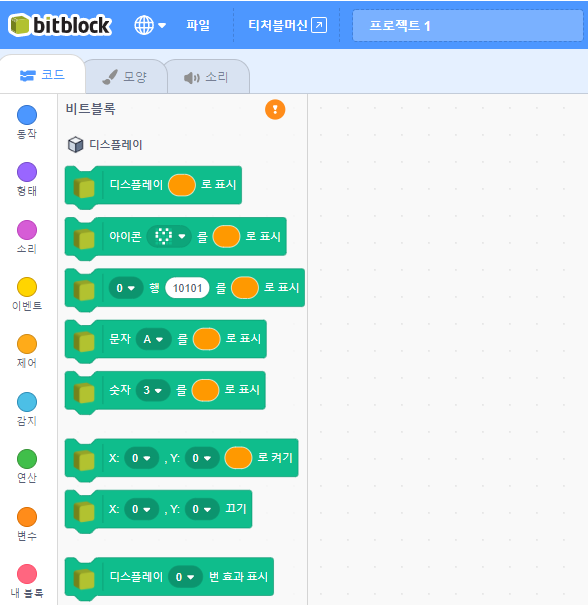 bitblock 파일 티처블머신 프로젝트 1
코드 모양 소리
비트블록
동작
디스플레이
디스플레이 로 표시
형태
아이콘 를 로 표시
소리
0 행 10101 를 로 표시
이벤트
문자 A 를 로 표시
제어
숫자 3 를 로 표시
감지
X: 0 , Y: 0 로 켜기
연산
X: 0 , Y: 0 끄기
변수
디스플레이 0 번 효과 표시
내 블록